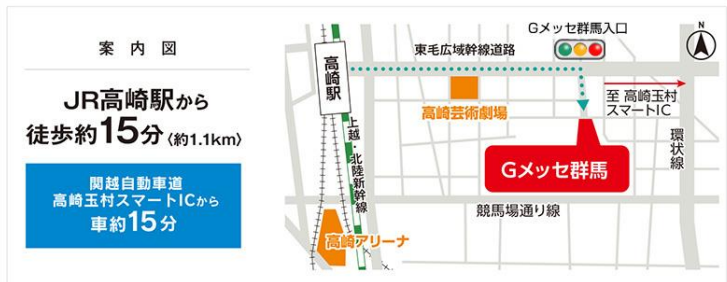 案内図
JR高崎駅から
徒歩約15分〈約1.1km〉
関越自動車道
高崎玉村スマートICから
車約15分
Gメッセ群馬入口
N
東毛広域幹線道路
高崎駅
高崎芸術劇場
至 高崎玉村
スマートIC
上越・北陸新幹線
環状線
Gメッセ群馬
競馬場通り線
高崎アリーナ